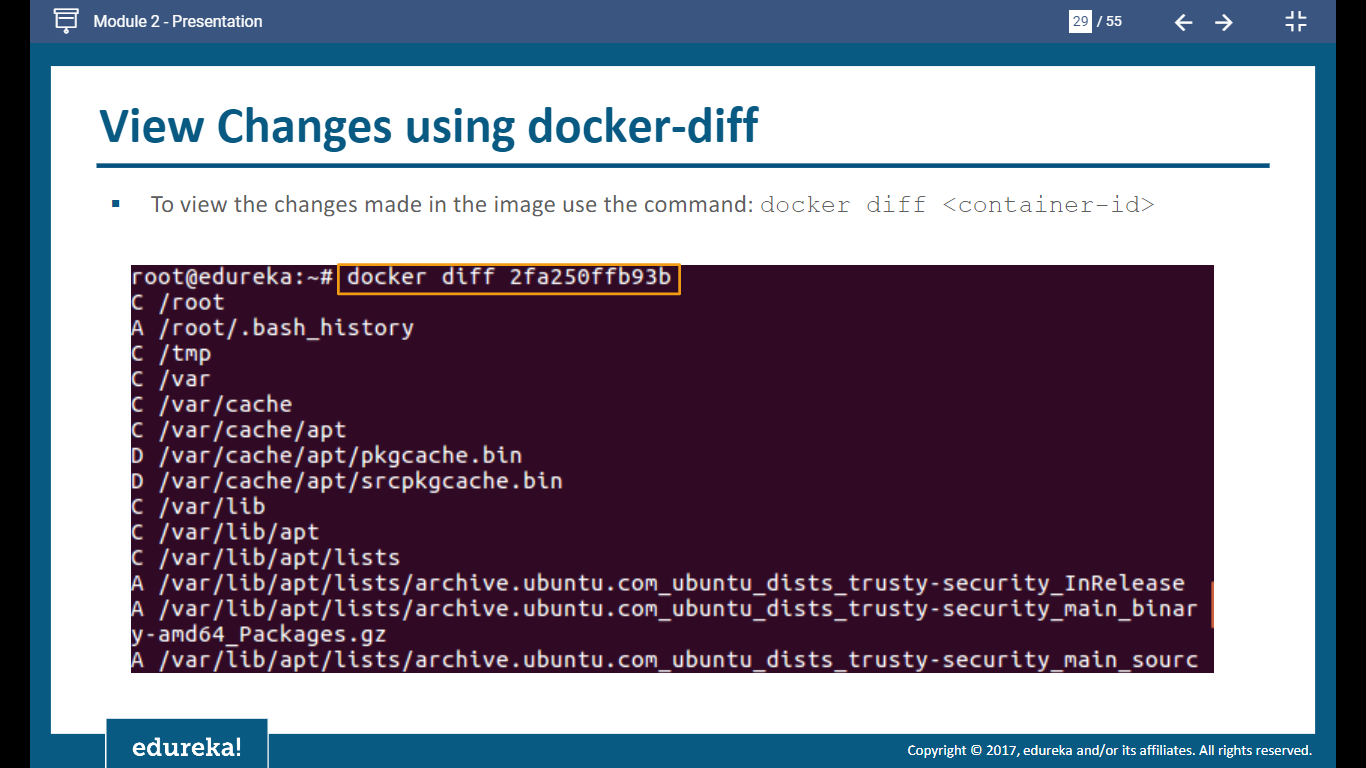 Module 2 - Presentation
29 / 55
View Changes using docker-diff
▪ To view the changes made in the image use the command: docker diff <container-id>
root@edureka:~# docker diff 2fa250ffb93b
C /root
A /root/.bash_history
C /tmp
C /var
C /var/cache
C /var/cache/apt
D /var/cache/apt/pkgcache.bin
D /var/cache/apt/srcpkgcache.bin
C /var/lib
C /var/lib/apt
C /var/lib/apt/lists
A /var/lib/apt/lists/archive.ubuntu.com_ubuntu_dists_trusty-security_InRelease
A /var/lib/apt/lists/archive.ubuntu.com_ubuntu_dists_trusty-security_main_binar
y-amd64_Packages.gz
A /var/lib/apt/lists/archive.ubuntu.com_ubuntu_dists_trusty-security_main_sourc
edureka!
Copyright © 2017, edureka and/or its affiliates. All rights reserved.